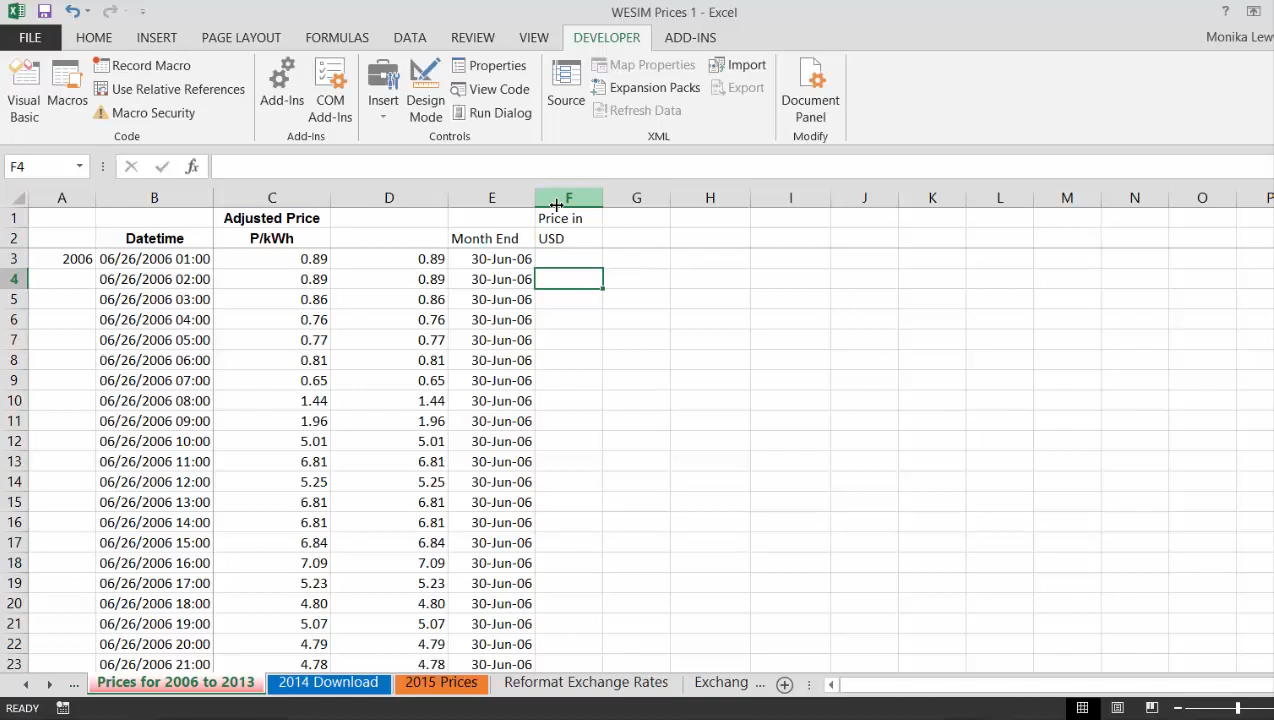 WESIM Prices 1 - Excel
?
FILE HOME INSERT PAGE LAYOUT FORMULAS DATA REVIEW VIEW DEVELOPER ADD-INS Monika Lew
Visual Basic
Macros
Record Macro
Use Relative References
Macro Security
Code
Add-Ins
COM Add-Ins
Add-Ins
Insert
Design Mode
Properties
View Code
Run Dialog
Controls
Source
Map Properties
Expansion Packs
Refresh Data
Import
Export
XML
Document Panel
Modify
F4 fx
A B C D E F G H I J K L M N O P
1 Adjusted Price Price in
2 Datetime P/kWh Month End USD
3 2006 06/26/2006 01:00 0.89 0.89 30-Jun-06
4 06/26/2006 02:00 0.89 0.89 30-Jun-06
5 06/26/2006 03:00 0.86 0.86 30-Jun-06
6 06/26/2006 04:00 0.76 0.76 30-Jun-06
7 06/26/2006 05:00 0.77 0.77 30-Jun-06
8 06/26/2006 06:00 0.81 0.81 30-Jun-06
9 06/26/2006 07:00 0.65 0.65 30-Jun-06
10 06/26/2006 08:00 1.44 1.44 30-Jun-06
11 06/26/2006 09:00 1.96 1.96 30-Jun-06
12 06/26/2006 10:00 5.01 5.01 30-Jun-06
13 06/26/2006 11:00 6.81 6.81 30-Jun-06
14 06/26/2006 12:00 5.25 5.25 30-Jun-06
15 06/26/2006 13:00 6.81 6.81 30-Jun-06
16 06/26/2006 14:00 6.81 6.81 30-Jun-06
17 06/26/2006 15:00 6.84 6.84 30-Jun-06
18 06/26/2006 16:00 7.09 7.09 30-Jun-06
19 06/26/2006 17:00 5.23 5.23 30-Jun-06
20 06/26/2006 18:00 4.80 4.80 30-Jun-06
21 06/26/2006 19:00 5.07 5.07 30-Jun-06
22 06/26/2006 20:00 4.79 4.79 30-Jun-06
23 06/26/2006 21:00 4.78 4.78 30-Jun-06
... Prices for 2006 to 2013 2014 Download 2015 Prices Reformat Exchange Rates Exchang ...
READY